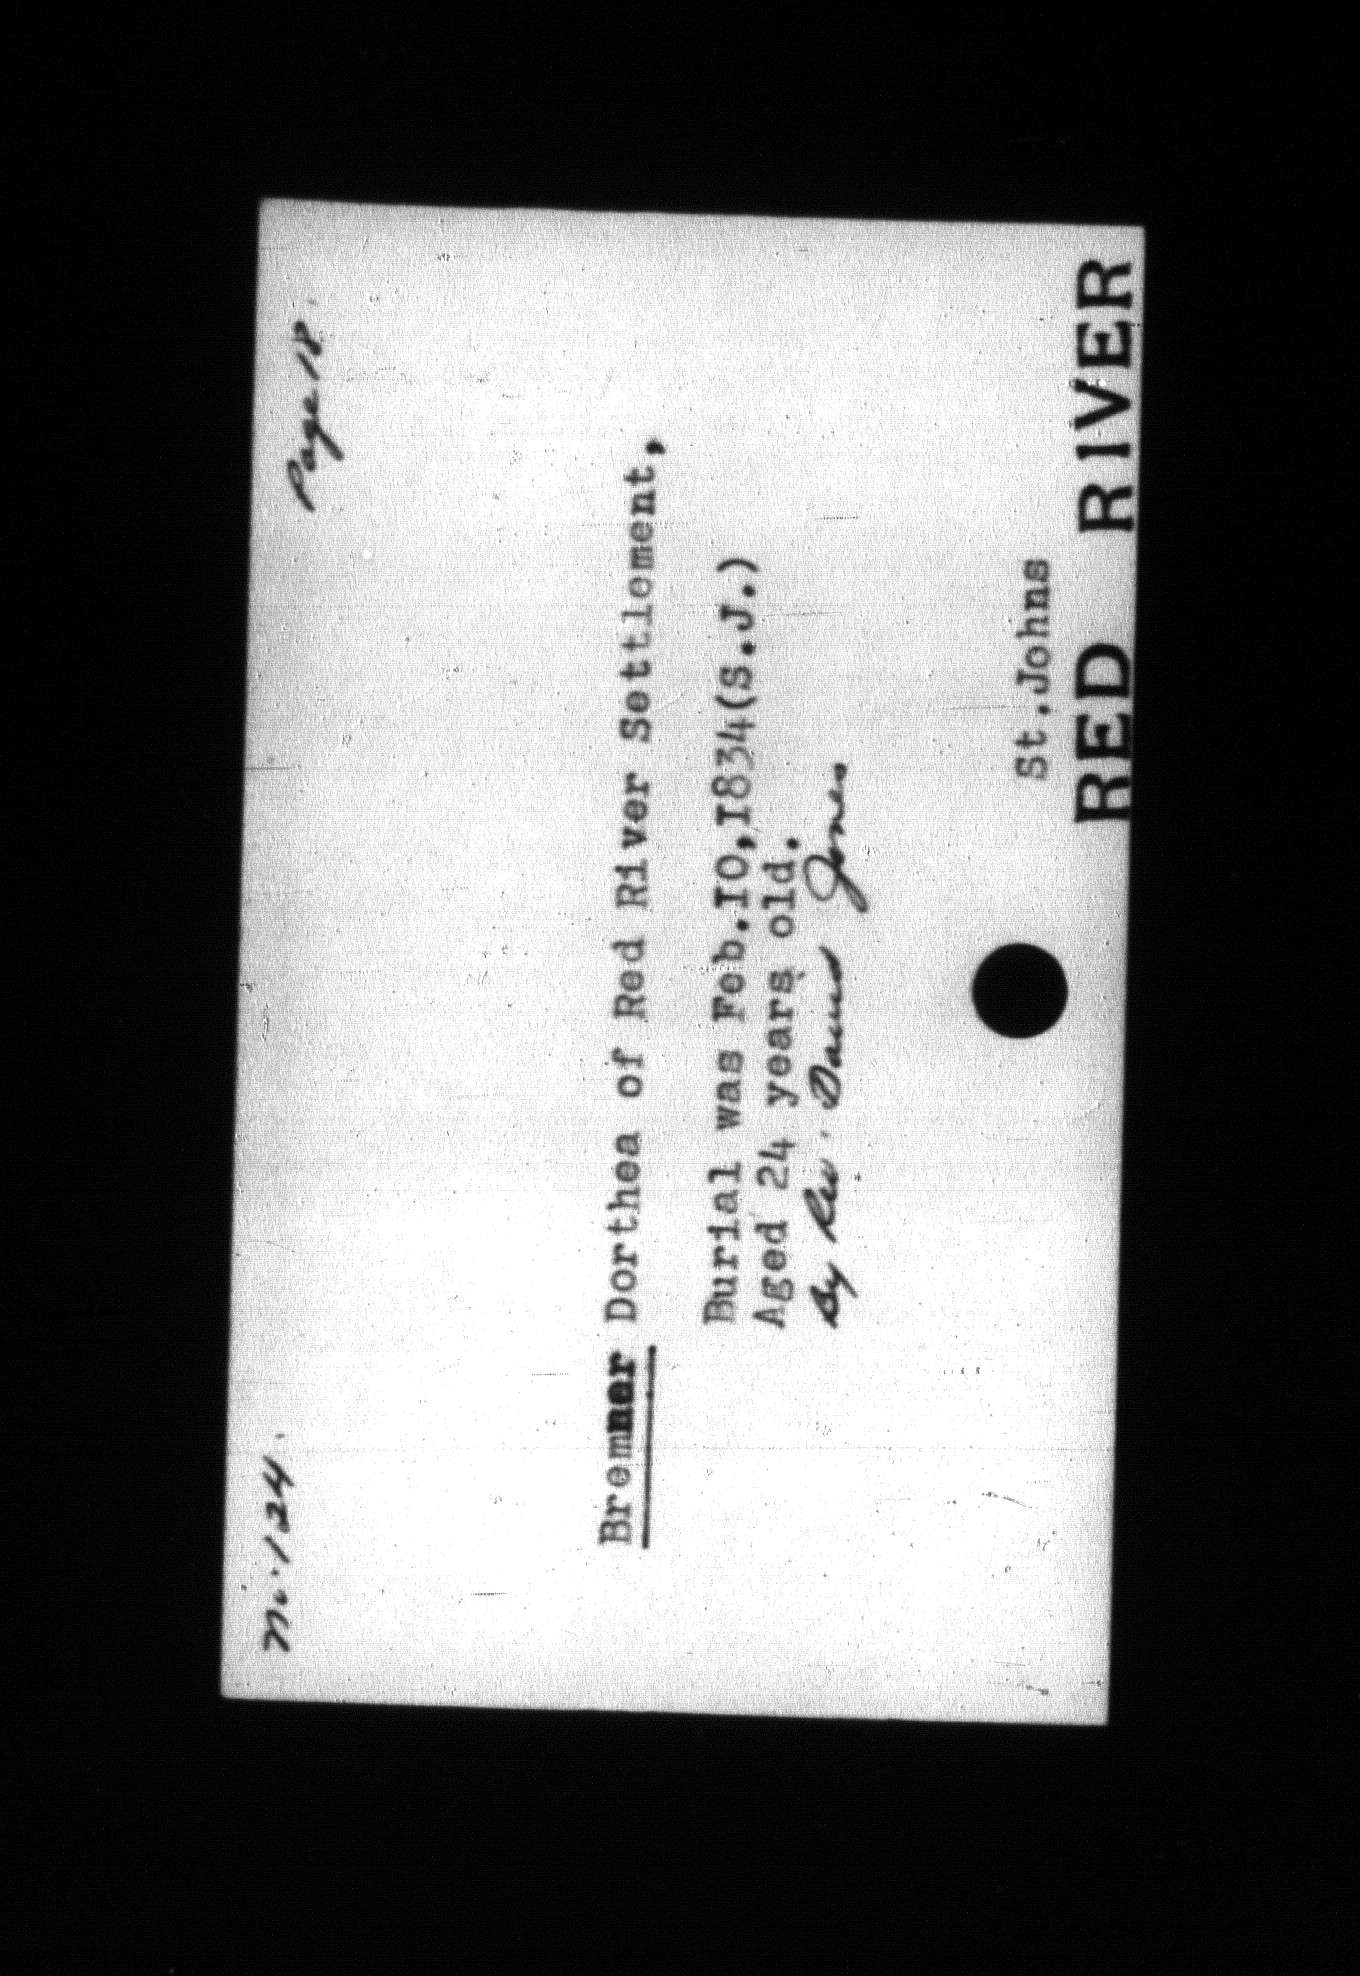 No. 124.
Page 18.
Bremner Dorthea of Red River Settlement,
Burial was Feb.I0,I834(S.J.)
Aged 24 years old.
By Rev. David Jones
St.Johns
RED RIVER